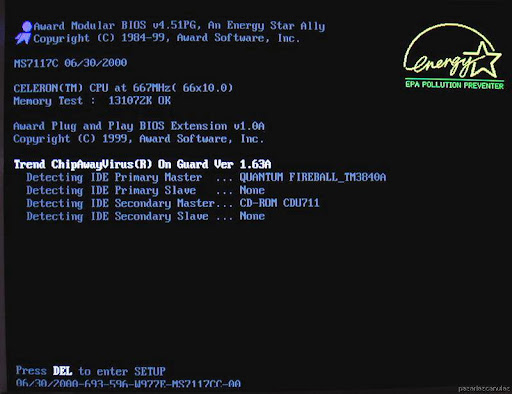 Award Modular BIOS v4.51PG, An Energy Star Ally
Copyright (C) 1984-99, Award Software, Inc.
MS7117C 06/30/2000
CELERON(TM) CPU at 667MHz( 66x10.0)
Memory Test :  131072K OK
Award Plug and Play BIOS Extension v1.0A
Copyright (C) 1999, Award Software, Inc.
Trend ChipAwayVirus(R) On Guard Ver 1.63A
Detecting IDE Primary Master  ... QUANTUM FIREBALL_TM3840A
Detecting IDE Primary Slave   ... None
Detecting IDE Secondary Master... CD-ROM CDU711
Detecting IDE Secondary Slave ... None
energy
EPA POLLUTION PREVENTER
Press DEL to enter SETUP
06/30/2000-693-596-W977E-MS7117CC-00